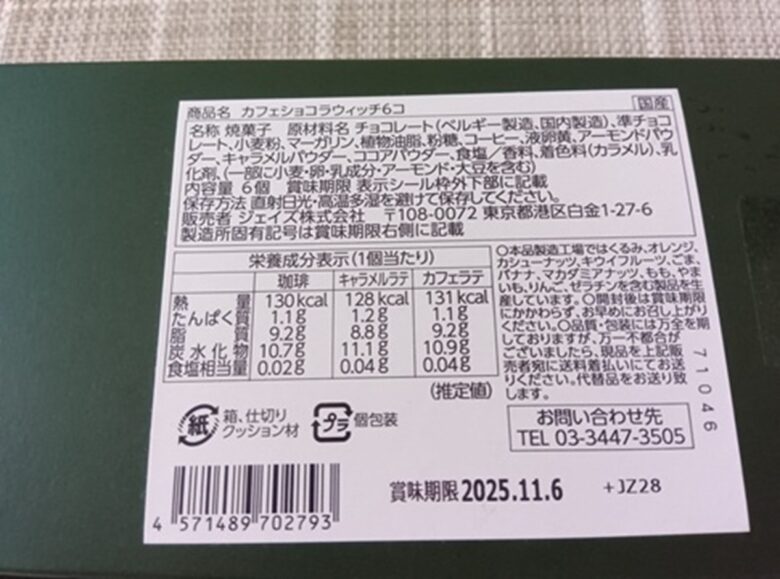 商品名 カフェショコラウィッチ6コ 国産
名称 焼菓子 原材料名 チョコレート(ベルギー製造、国内製造)、準チョコ
レート、小麦粉、マーガリン、植物油脂、粉糖、コーヒー、液卵黄、アーモンドパウ
ダー、キャラメルパウダー、ココアパウダー、食塩/香料、着色料(カラメル)、乳
化剤、(一部に小麦・卵・乳成分・アーモンド・大豆を含む)
内容量 6個 賞味期限 表示シール枠外下部に記載
保存方法 直射日光・高温多湿を避けて保存してください。
販売者 ジェイズ株式会社 〒108-0072 東京都港区白金1-27-6
製造所固有記号は賞味期限右側に記載
栄養成分表示(1個当たり)
珈琲 キャラメルラテ カフェラテ
熱量 130kcal 128kcal 131kcal
たんぱく質 1.1g 1.2g 1.1g
脂質 9.2g 8.8g 9.2g
炭水化物 10.7g 11.1g 10.9g
食塩相当量 0.02g 0.04g 0.04g
(推定値)
○本品製造工場ではくるみ、オレンジ、
カシューナッツ、キウイフルーツ、ごま、
バナナ、マカダミアナッツ、もも、やまい
も、りんご、ゼラチンを含む製品を生
産しています。○開封後は賞味期限
にかかわらず、お早めにお召し上がり
ください。○品質・包装には万全を期
しておりますが、万一不都合が
ございましたら、現品を上記販
売者宛に送料着払いにてお送
りください。代替品をお送り致
します。
71046
紙 箱、仕切り
クッション材
プラ 個包装
お問い合わせ先
TEL 03-3447-3505
賞味期限 2025.11.6 +JZ28
4 571489 702793